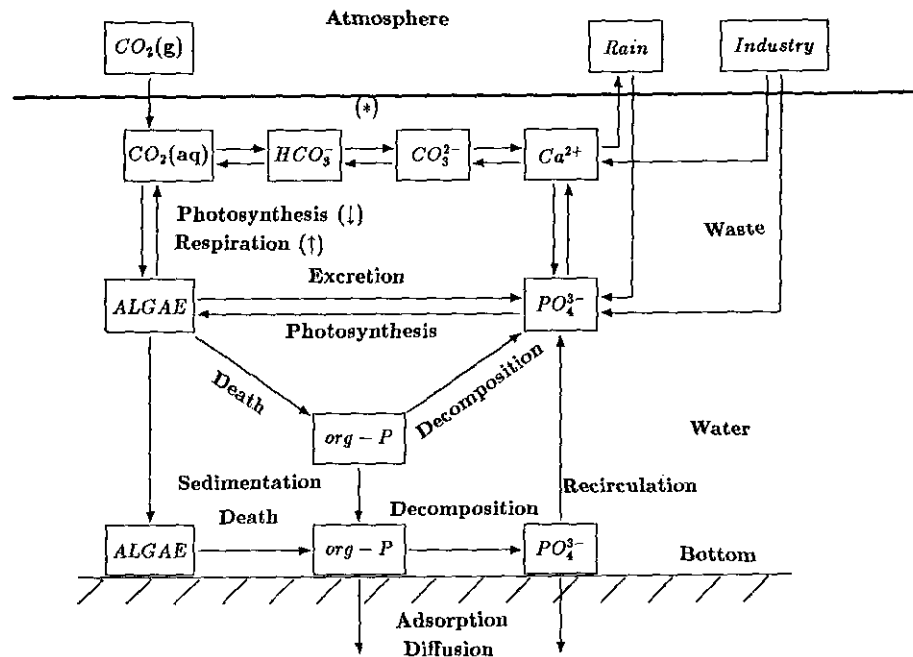 Atmosphere
CO₂(g)
Rain
Industry
(*)
CO₂(aq)
HCO₃⁻
CO₃²⁻
Ca²⁺
Photosynthesis (↓)
Respiration (↑)
Waste
Excretion
ALGAE
PO₄³⁻
Photosynthesis
Death
Decomposition
org – P
Water
Sedimentation
Recirculation
Death
Decomposition
ALGAE
org – P
PO₄³⁻
Bottom
Adsorption
Diffusion